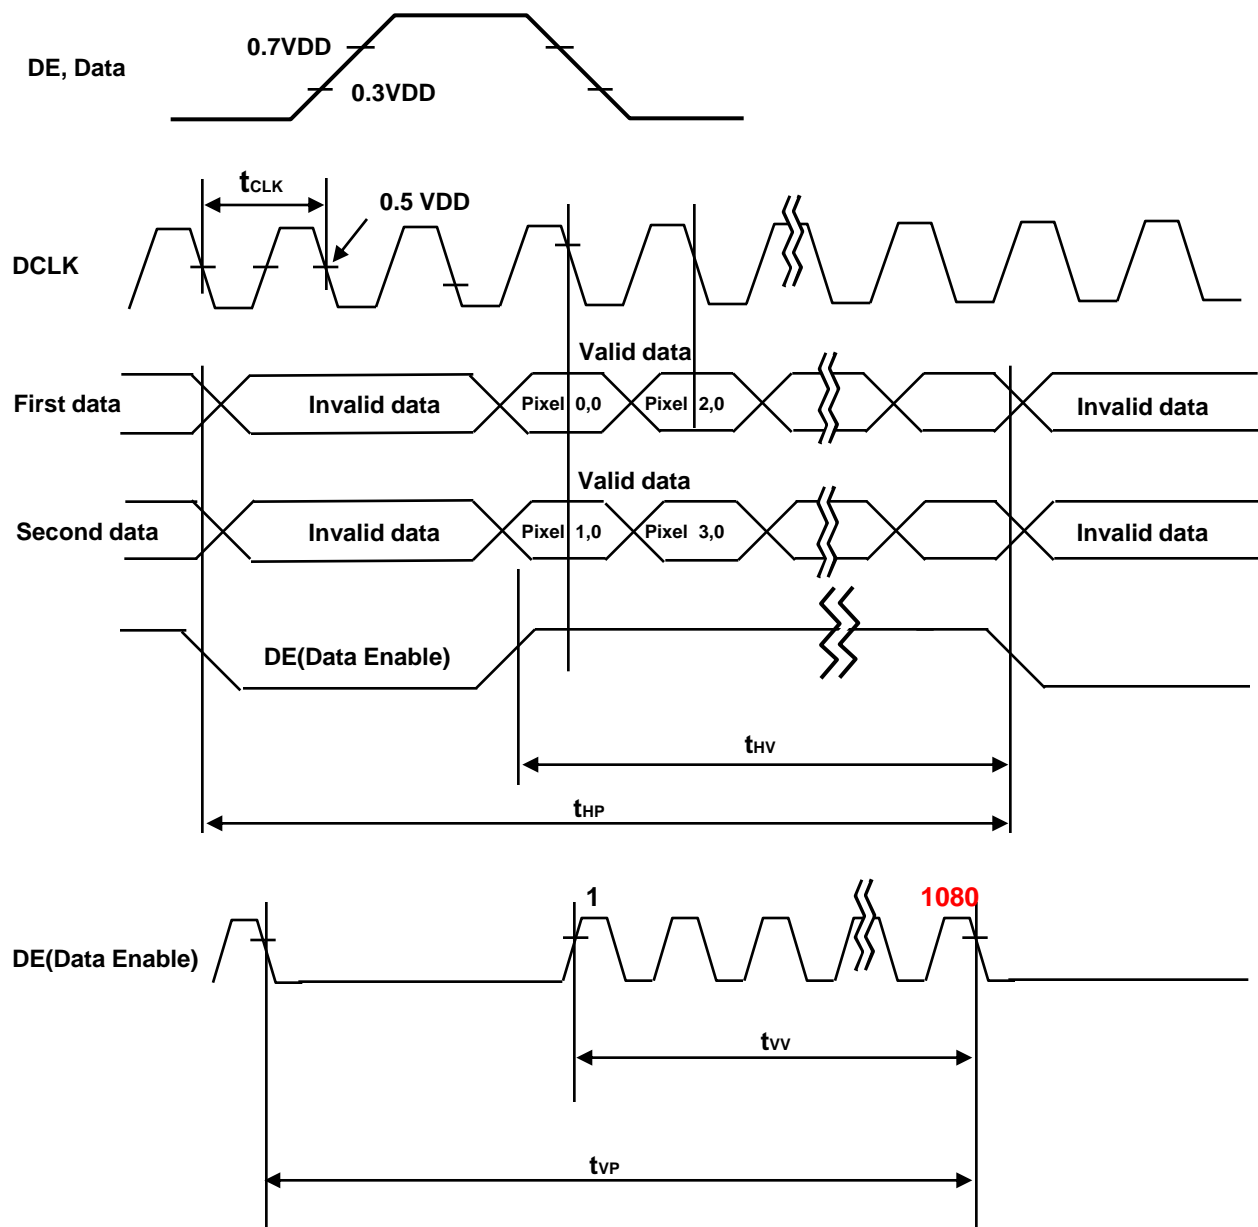 0.7VDD
DE, Data
0.3VDD
tCLK
0.5 VDD
DCLK
Valid data
First data
Invalid data
Pixel 0,0
Pixel 2,0
Invalid data
Valid data
Second data
Invalid data
Pixel 1,0
Pixel 3,0
Invalid data
DE(Data Enable)
tHV
tHP
1
1080
DE(Data Enable)
tVV
tVP